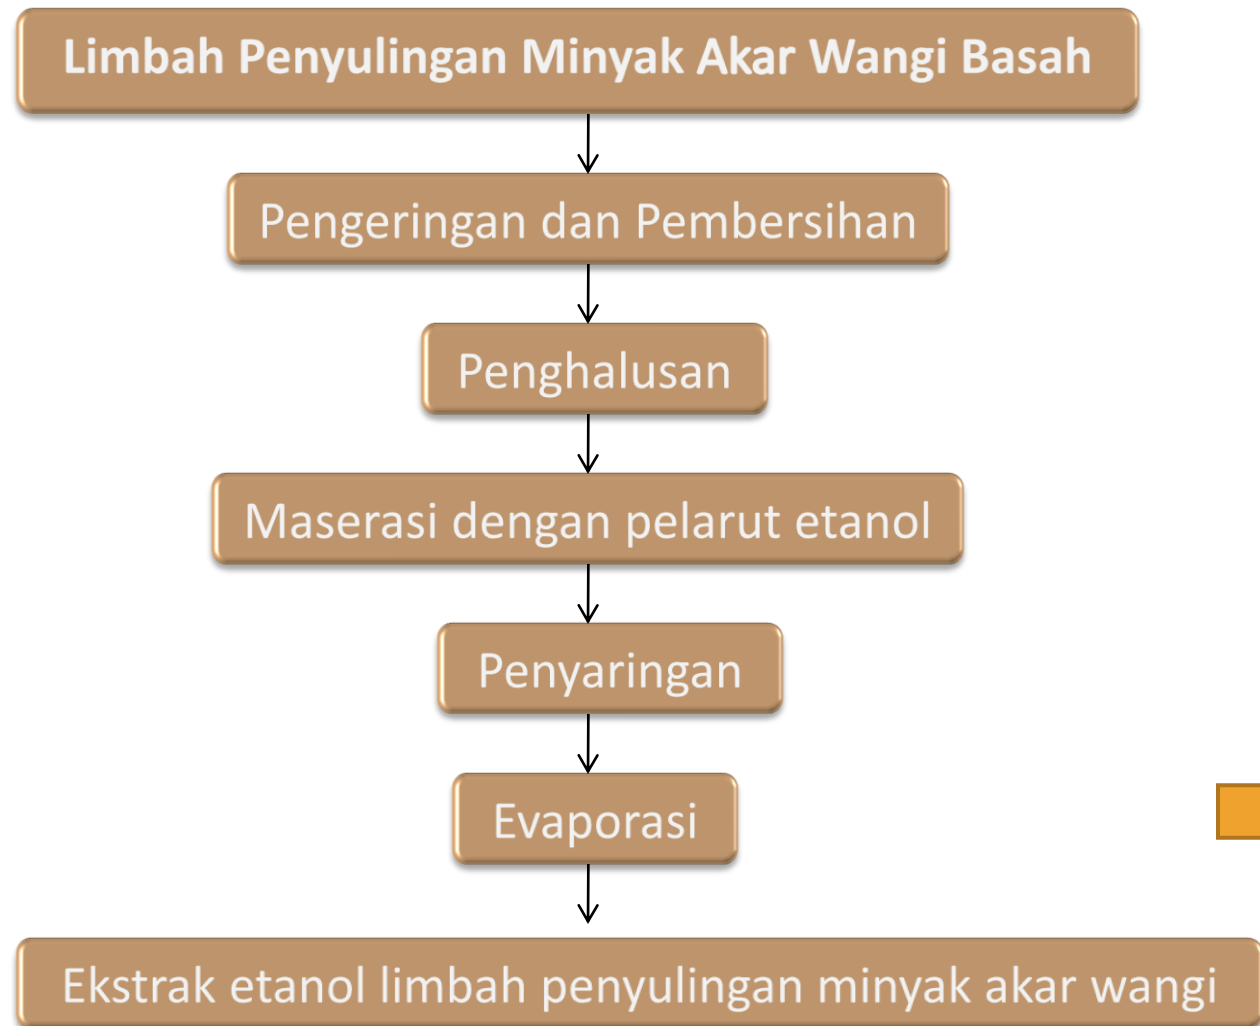 Limbah Penyulingan Minyak Akar Wangi Basah
Pengeringan dan Pembersihan
Penghalusan
Maserasi dengan pelarut etanol
Penyaringan
Evaporasi
Ekstrak etanol limbah penyulingan minyak akar wangi